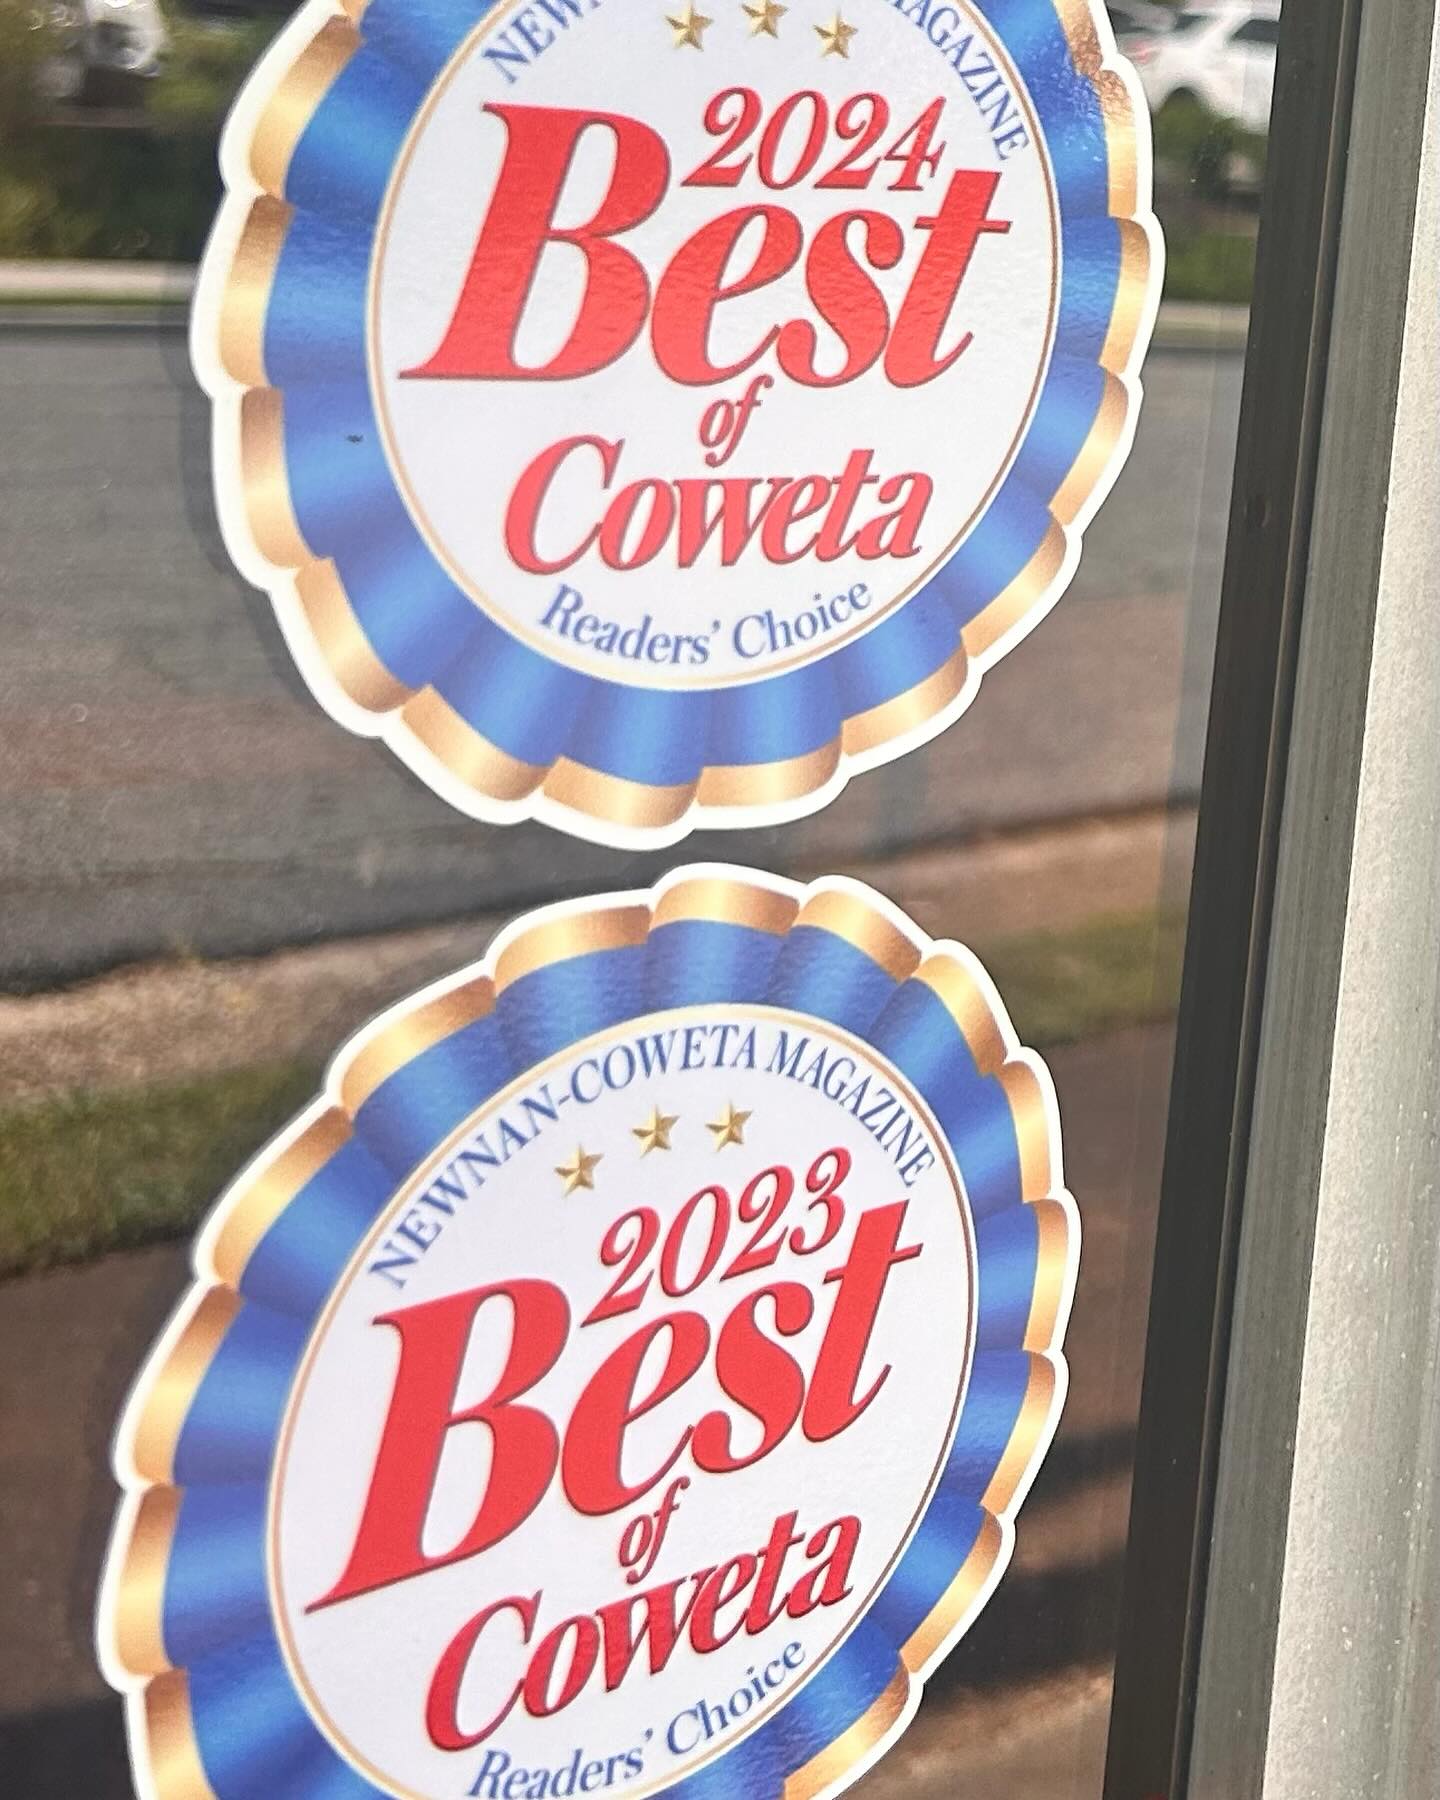 MAGAZINE
2024
Best
of
Coweta
Readers' Choice
NEWNAN-COWETA MAGAZINE
2023
Best
of
Coweta
Readers' Choice